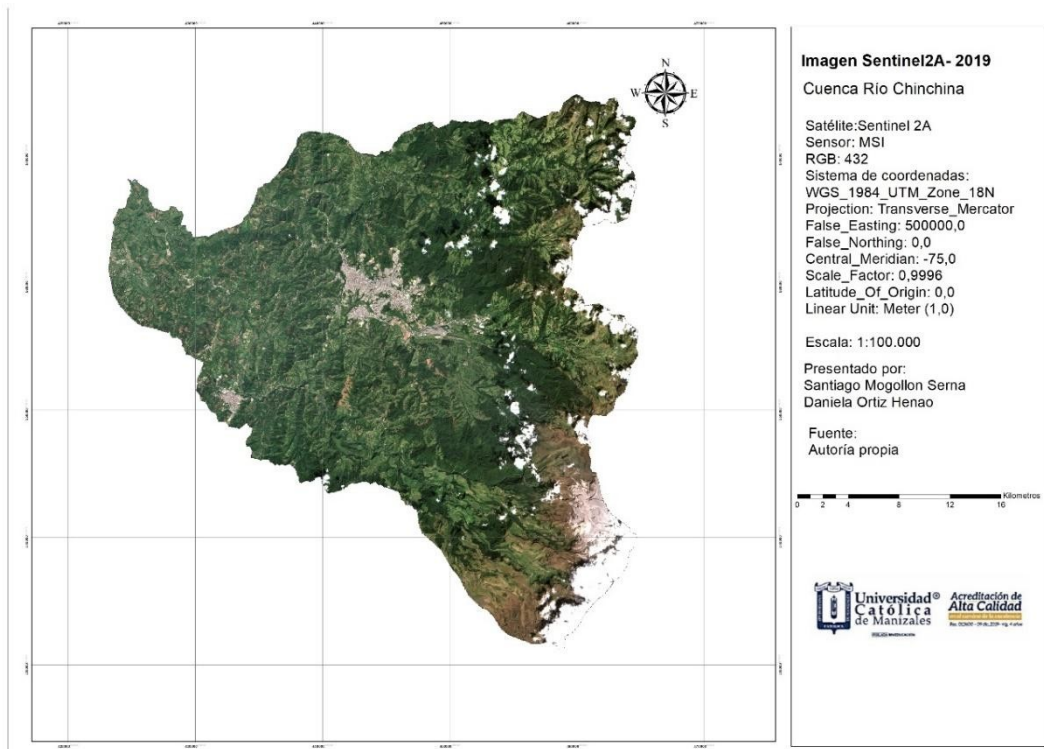 N
W
E
S
Imagen Sentinel2A- 2019
Cuenca Río Chinchina
Satélite:Sentinel 2A
Sensor: MSI
RGB: 432
Sistema de coordenadas:
WGS_1984_UTM_Zone_18N
Projection: Transverse_Mercator
False_Easting: 500000,0
False_Northing: 0,0
Central_Meridian: -75,0
Scale_Factor: 0,9996
Latitude_Of_Origin: 0,0
Linear Unit: Meter (1,0)
Escala: 1:100.000
Presentado por:
Santiago Mogollon Serna
Daniela Ortiz Henao
Fuente:
Autoría propia
Kilometros
0 2 4 8 12 16
Universidad®
Católica
de Manizales
Acreditación de
Alta Calidad